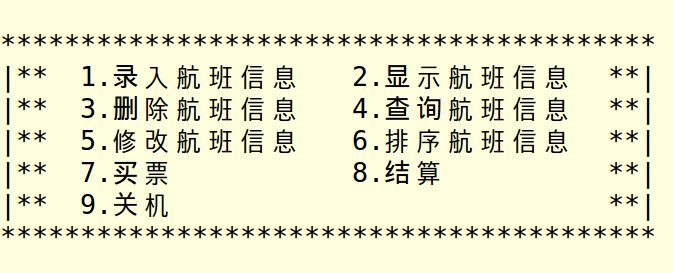 *****************************************
|**  1.录入航班信息   2.显示航班信息  **|
|**  3.删除航班信息   4.查询航班信息  **|
|**  5.修改航班信息   6.排序航班信息  **|
|**  7.买票           8.结算          **|
|**  9.关机                           **|
*****************************************